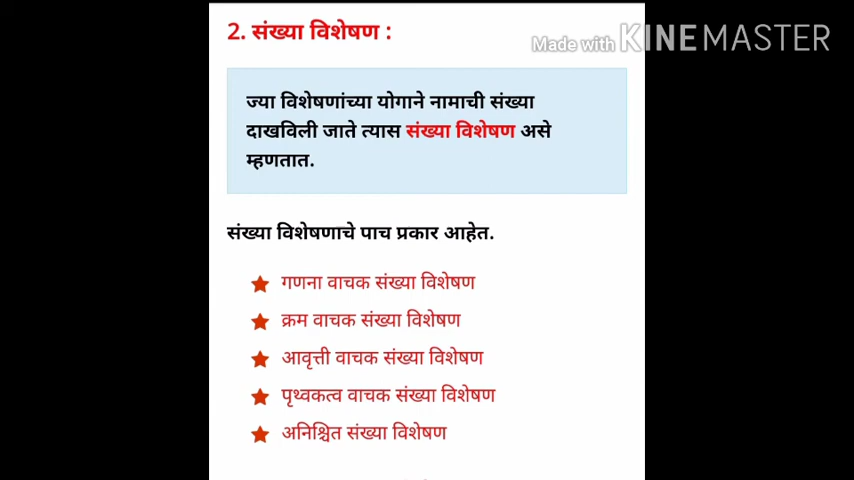 2. संख्या विशेषण :
Made with KINEMASTER
ज्या विशेषणांच्या योगाने नामाची संख्या
दाखविली जाते त्यास संख्या विशेषण असे
म्हणतात.
संख्या विशेषणाचे पाच प्रकार आहेत.
गणना वाचक संख्या विशेषण
क्रम वाचक संख्या विशेषण
आवृत्ती वाचक संख्या विशेषण
पृथ्वकत्व वाचक संख्या विशेषण
अनिश्चित संख्या विशेषण